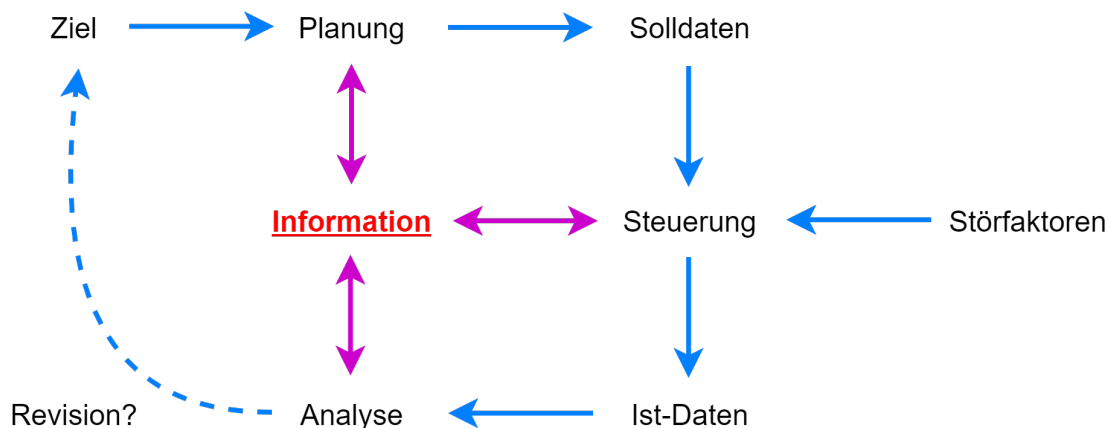 Ziel
Planung
Solldaten
Information
Steuerung
Störfaktoren
Revision?
Analyse
Ist-Daten